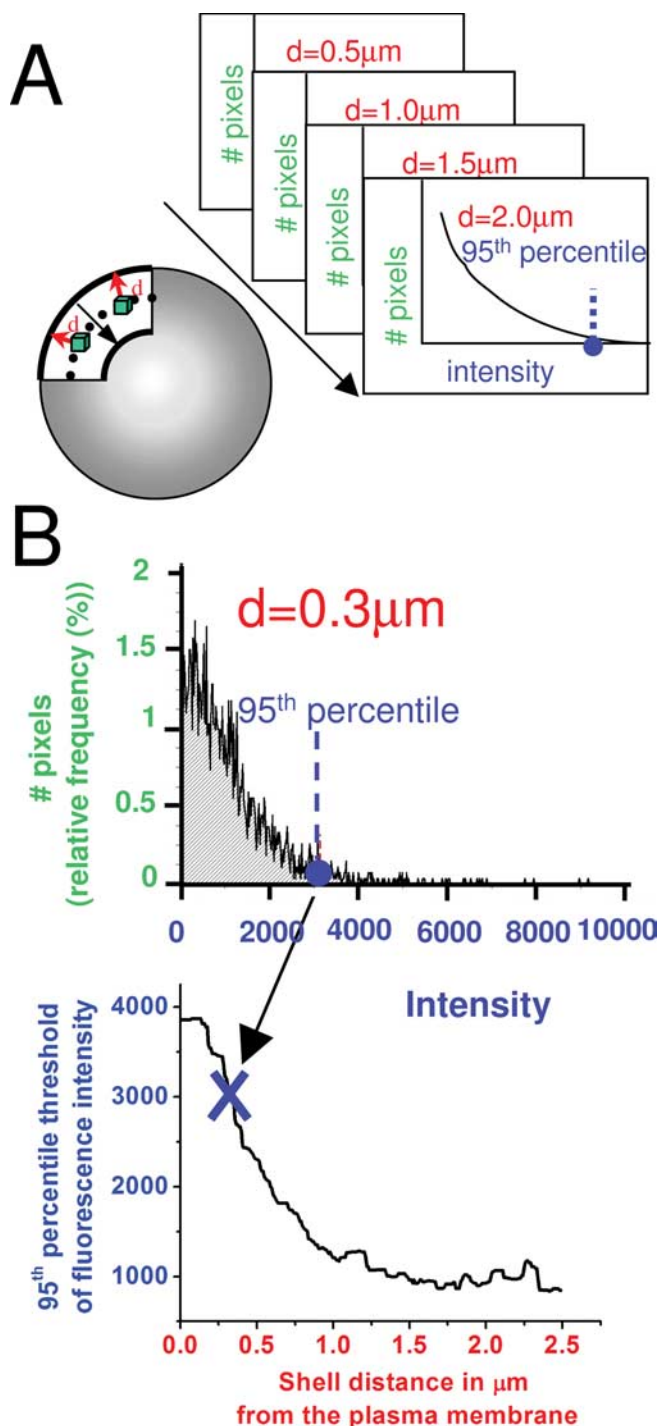 A
# pixels
d=0.5μm
# pixels
d=1.0μm
# pixels
d=1.5μm
# pixels
d=2.0μm
95th percentile
intensity
d
d
B
# pixels
(relative frequency (%))
2
1.5
1
0.5
0
d=0.3μm
95th percentile
0 2000 4000 6000 8000 10000
Intensity
95th percentile threshold
of fluorescence intensity
4000
3000
2000
1000
0.0 0.5 1.0 1.5 2.0 2.5
Shell distance in μm
from the plasma membrane